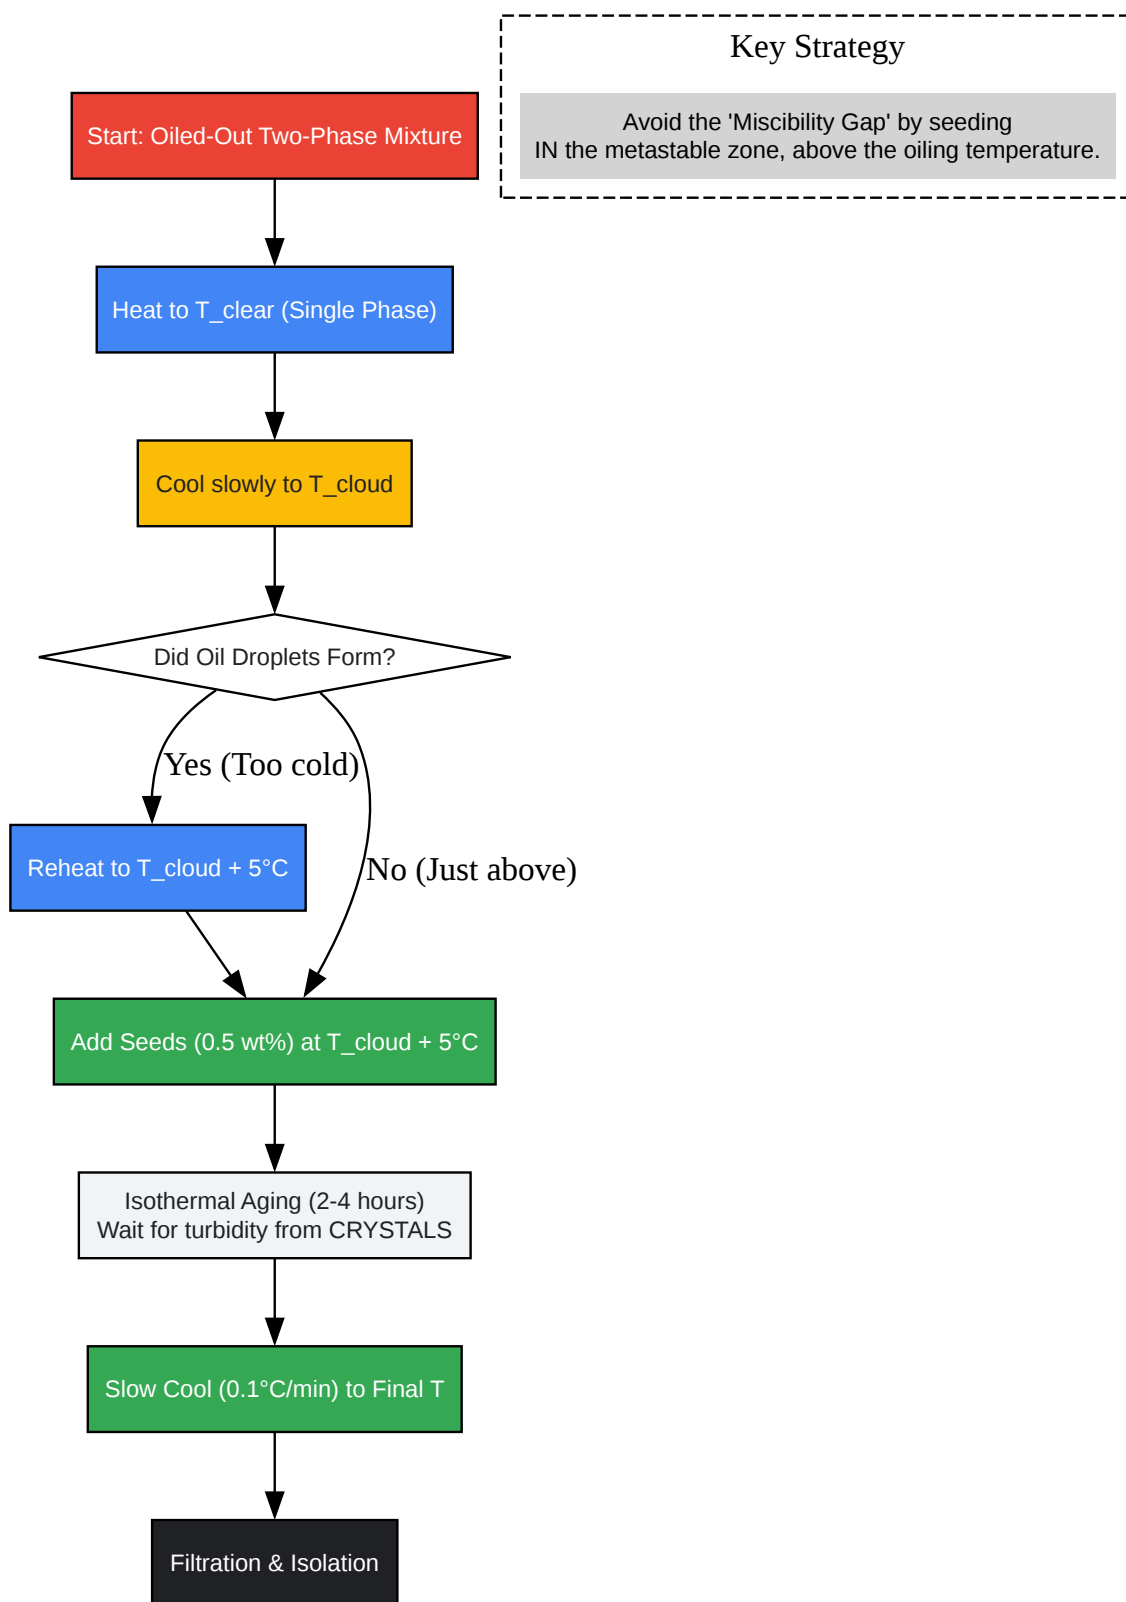 Key Strategy
Avoid the 'Miscibility Gap' by seeding
IN the metastable zone, above the oiling temperature.
Start: Oiled-Out Two-Phase Mixture
Heat to T_clear (Single Phase)
Cool slowly to T_cloud
Did Oil Droplets Form?
Yes (Too cold)
No (Just above)
Reheat to T_cloud + 5°C
Add Seeds (0.5 wt%) at T_cloud + 5°C
Isothermal Aging (2-4 hours)
Wait for turbidity from CRYSTALS
Slow Cool (0.1°C/min) to Final T
Filtration & Isolation